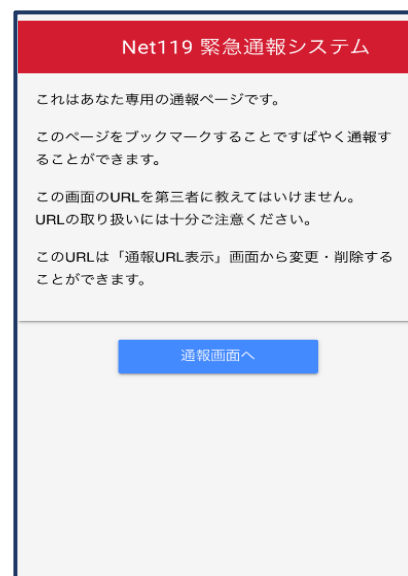 Net119 緊急通報システム
これはあなた専用の通報ページです。
このページをブックマークすることですばやく通報す
ることができます。
この画面のURLを第三者に教えてはいけません。
URLの取り扱いには十分ご注意ください。
このURLは「通報URL表示」画面から変更・削除する
ことができます。
通報画面へ